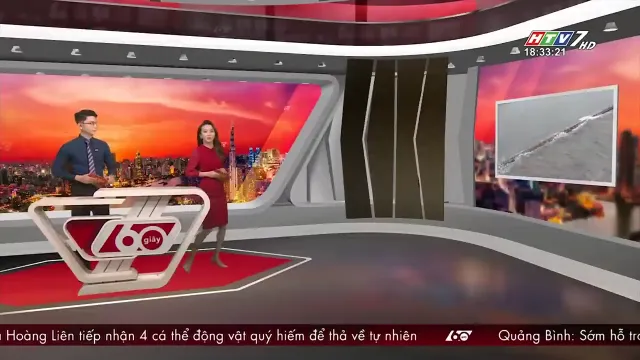 HTV7 HD
18:33:21
60 giây
Hoàng Liên tiếp nhận 4 cá thể động vật quý hiếm để thả về tự nhiên
60
Quảng Bình: Sớm hỗ